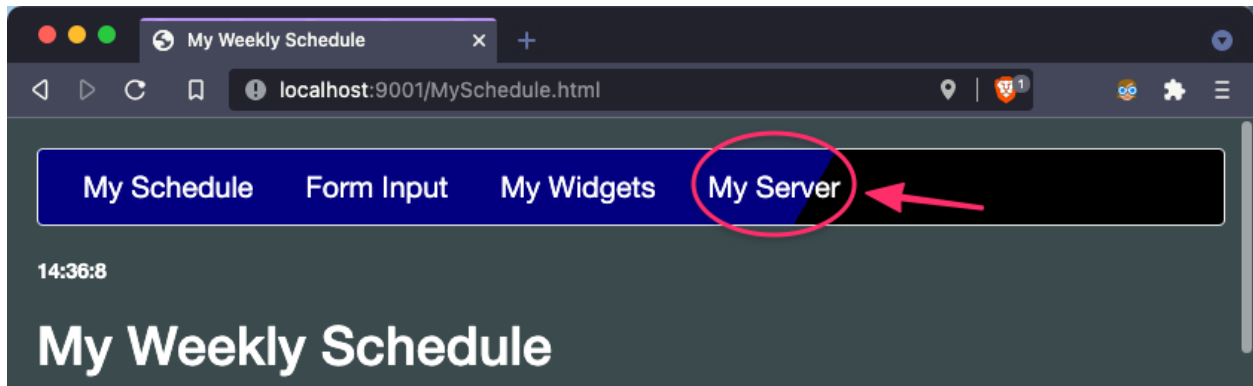 My Weekly Schedule
localhost:9001/MySchedule.html
1
My Schedule Form Input My Widgets My Server
14:36:8
My Weekly Schedule